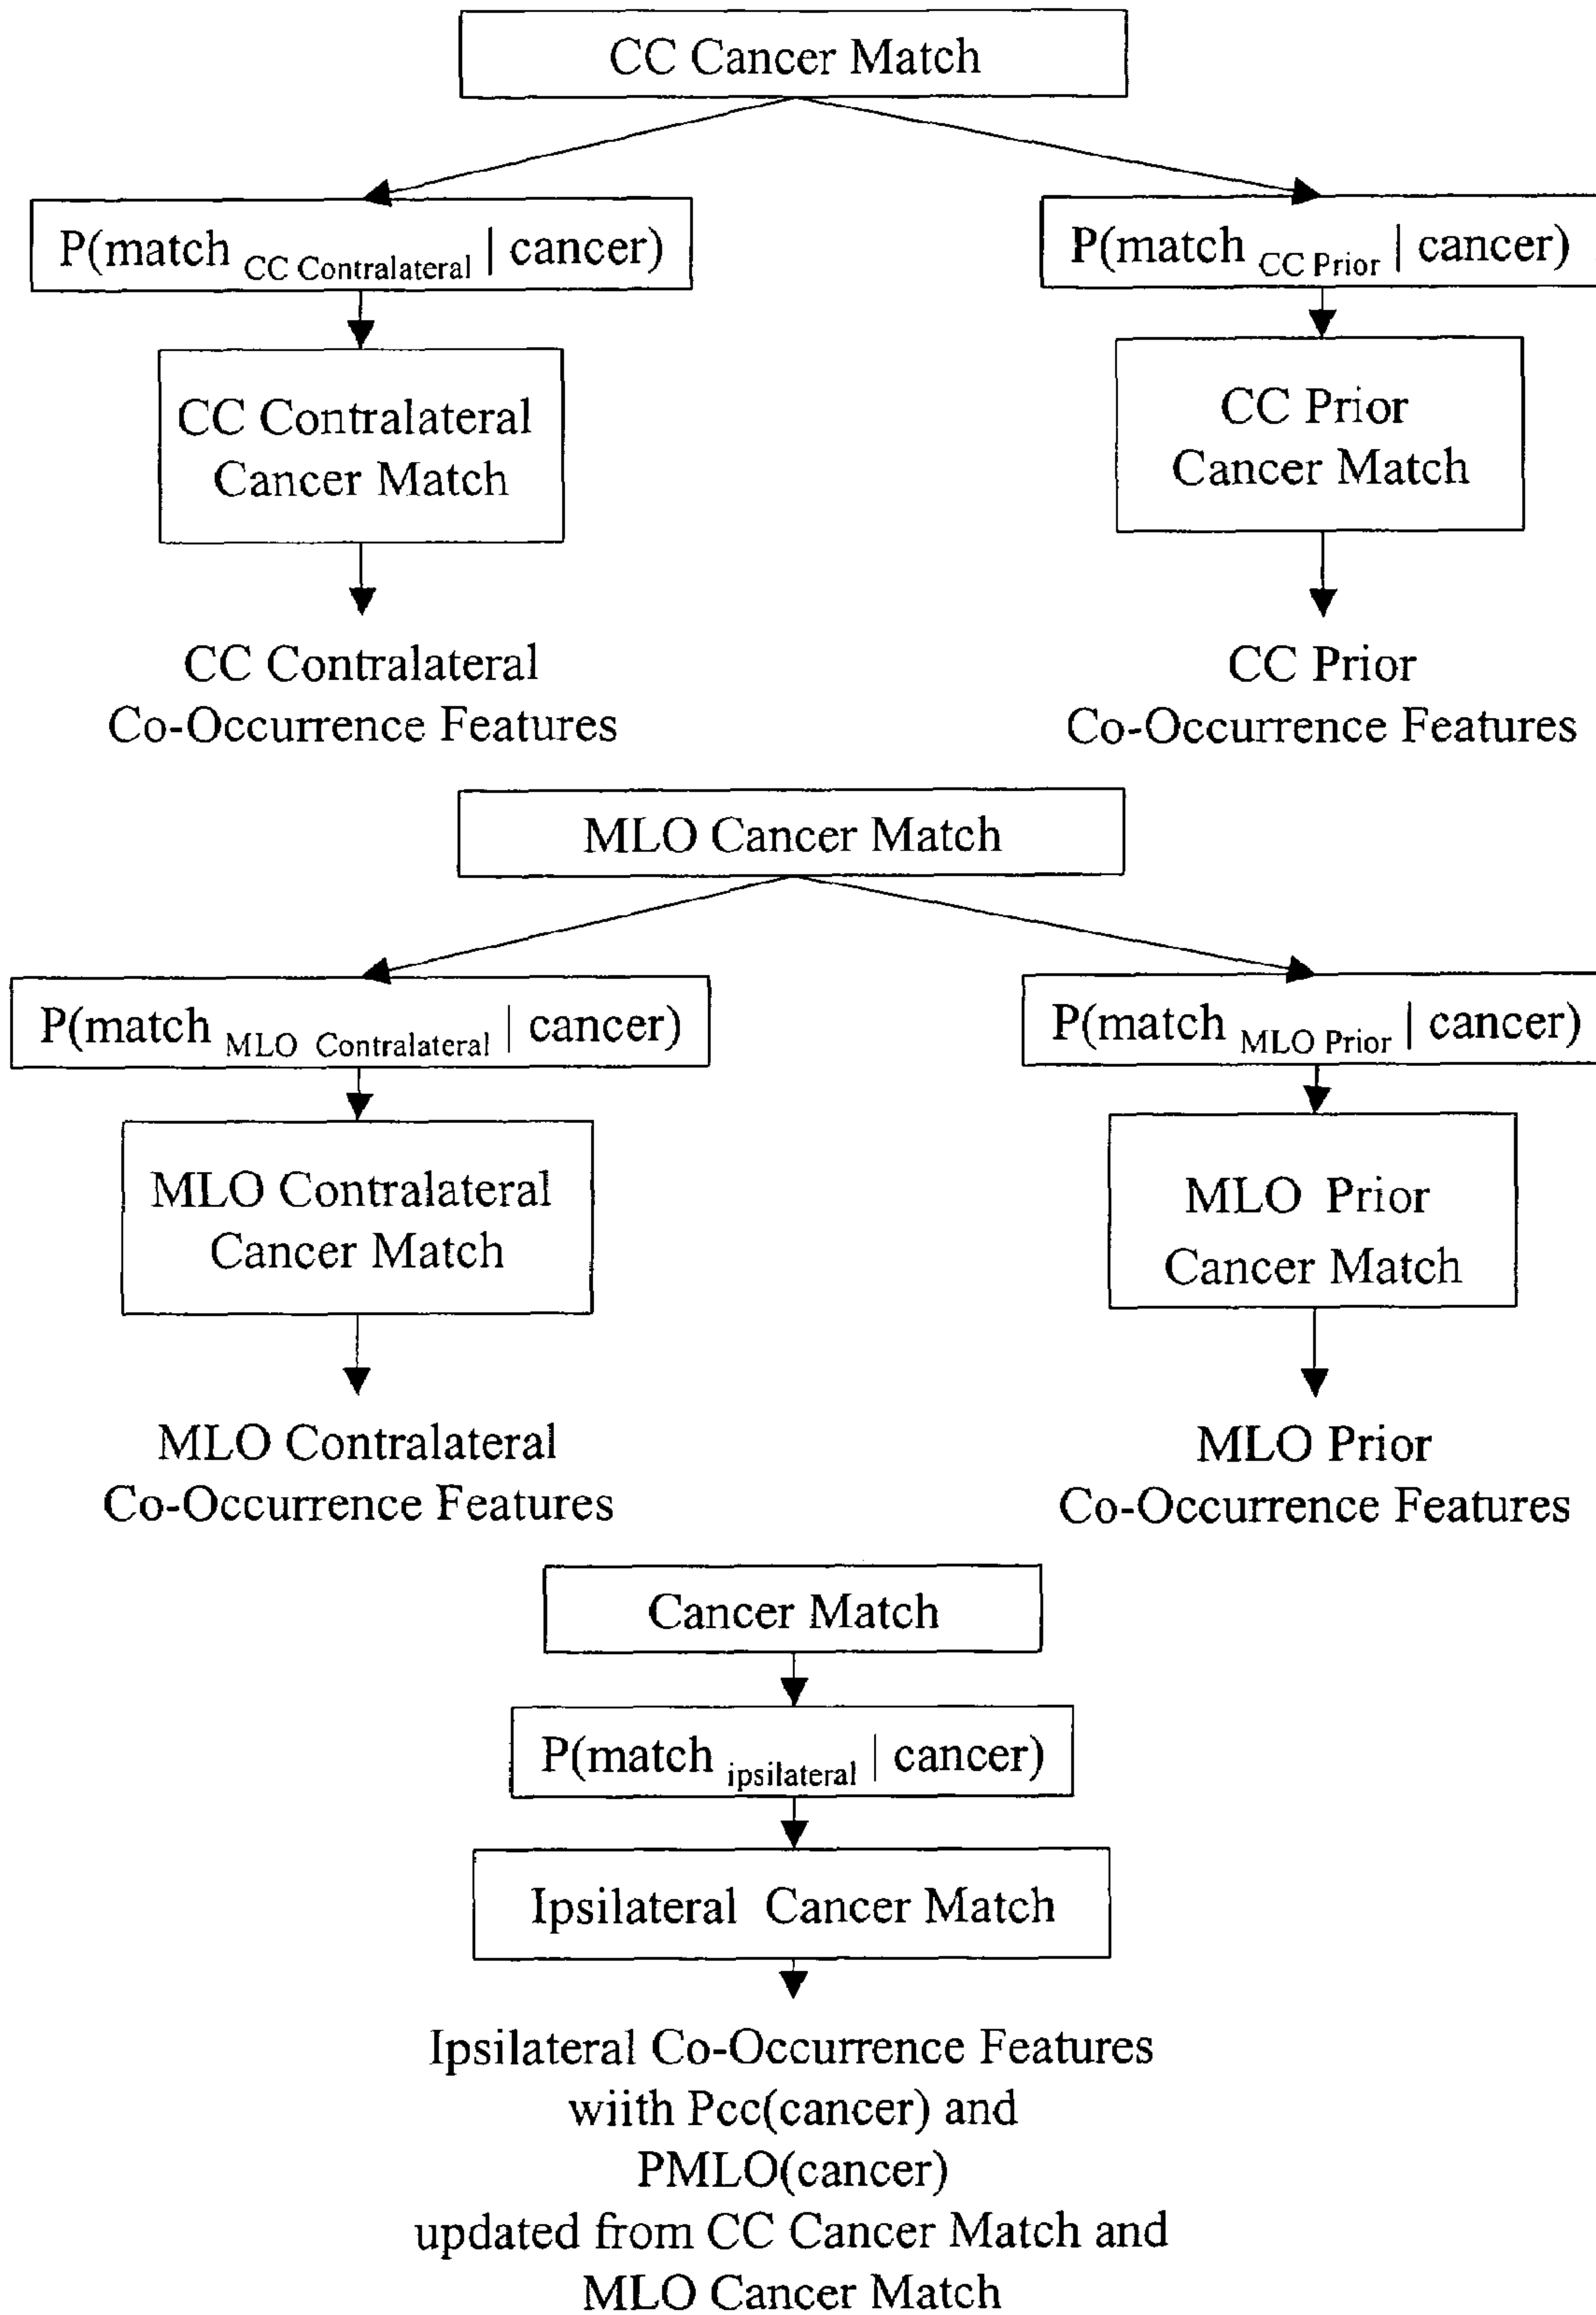 CC Cancer Match
P(match CC Contralateral | cancer)
P(match CC Prior | cancer)
CC Contralateral
Cancer Match
CC Prior
Cancer Match
CC Contralateral
Co-Occurrence Features
CC Prior
Co-Occurrence Features
MLO Cancer Match
P(match MLO Contralateral | cancer)
P(match MLO Prior | cancer)
MLO Contralateral
Cancer Match
MLO Prior
Cancer Match
MLO Contralateral
Co-Occurrence Features
MLO Prior
Co-Occurrence Features
Cancer Match
P(match ipsilateral | cancer)
Ipsilateral Cancer Match
Ipsilateral Co-Occurrence Features
wiith Pcc(cancer) and
PMLO(cancer)
updated from CC Cancer Match and
MLO Cancer Match